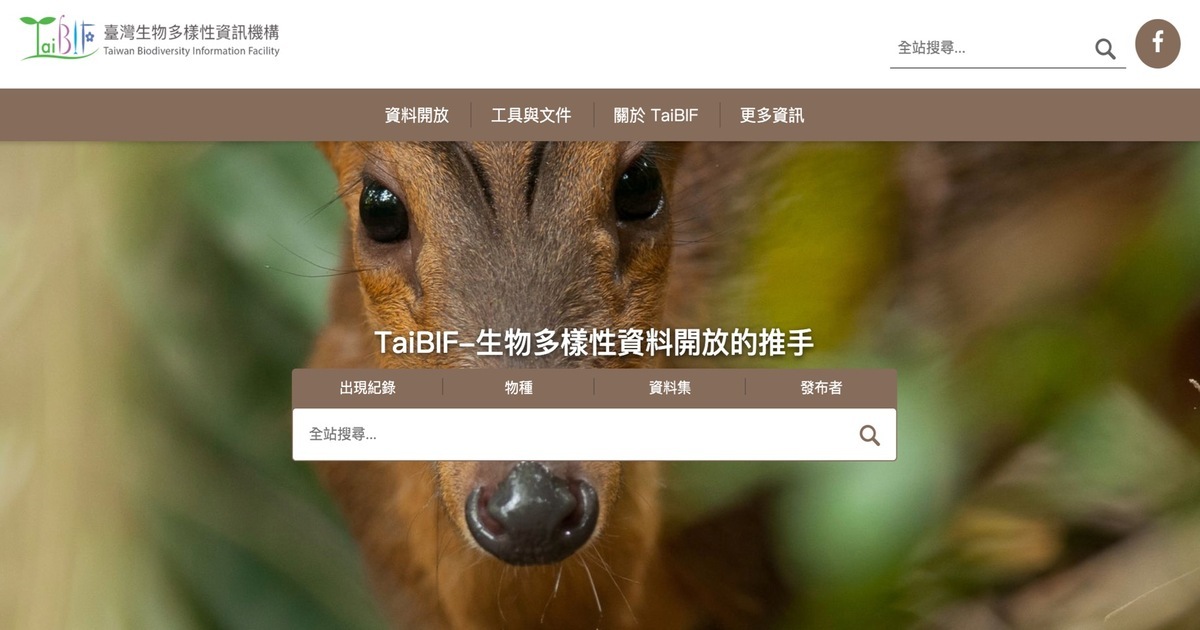 TaiBIF
臺灣生物多樣性資訊機構
Taiwan Biodiversity Information Facility
全站搜尋...
f
資料開放
工具與文件
關於 TaiBIF
更多資訊
TaiBIF–生物多樣性資料開放的推手
出現紀錄
物種
資料集
發布者
全站搜尋...